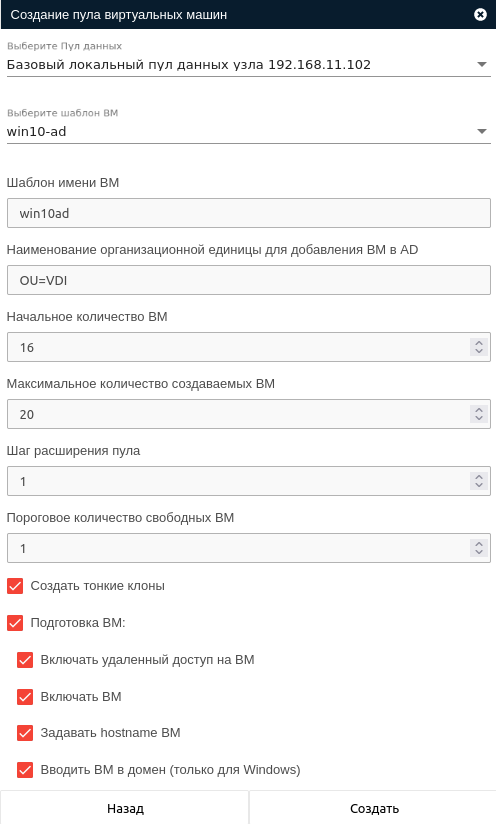 Создание пула виртуальных машин
Выберите Пул данных
Базовый локальный пул данных узла 192.168.11.102
Выберите шаблон ВМ
win10-ad
Шаблон имени ВМ
win10ad
Наименование организационной единицы для добавления ВМ в AD
OU=VDI
Начальное количество ВМ
16
Максимальное количество создаваемых ВМ
20
Шаг расширения пула
1
Пороговое количество свободных ВМ
1
Создать тонкие клоны
Подготовка ВМ:
Включать удаленный доступ на ВМ
Включать ВМ
Задавать hostname ВМ
Вводить ВМ в домен (только для Windows)
Назад Создать